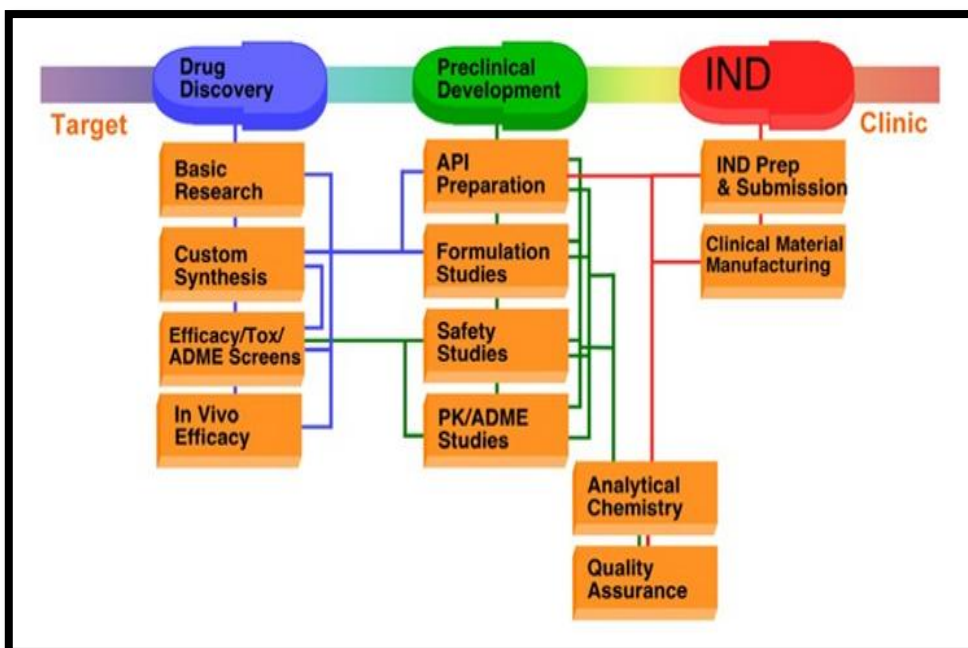 Drug
Discovery
Preclinical
Development
IND
Target
Clinic
Basic
Research
Custom
Synthesis
Efficacy/Tox/
ADME Screens
In Vivo
Efficacy
API
Preparation
Formulation
Studies
Safety
Studies
PK/ADME
Studies
IND Prep
& Submission
Clinical Material
Manufacturing
Analytical
Chemistry
Quality
Assurance